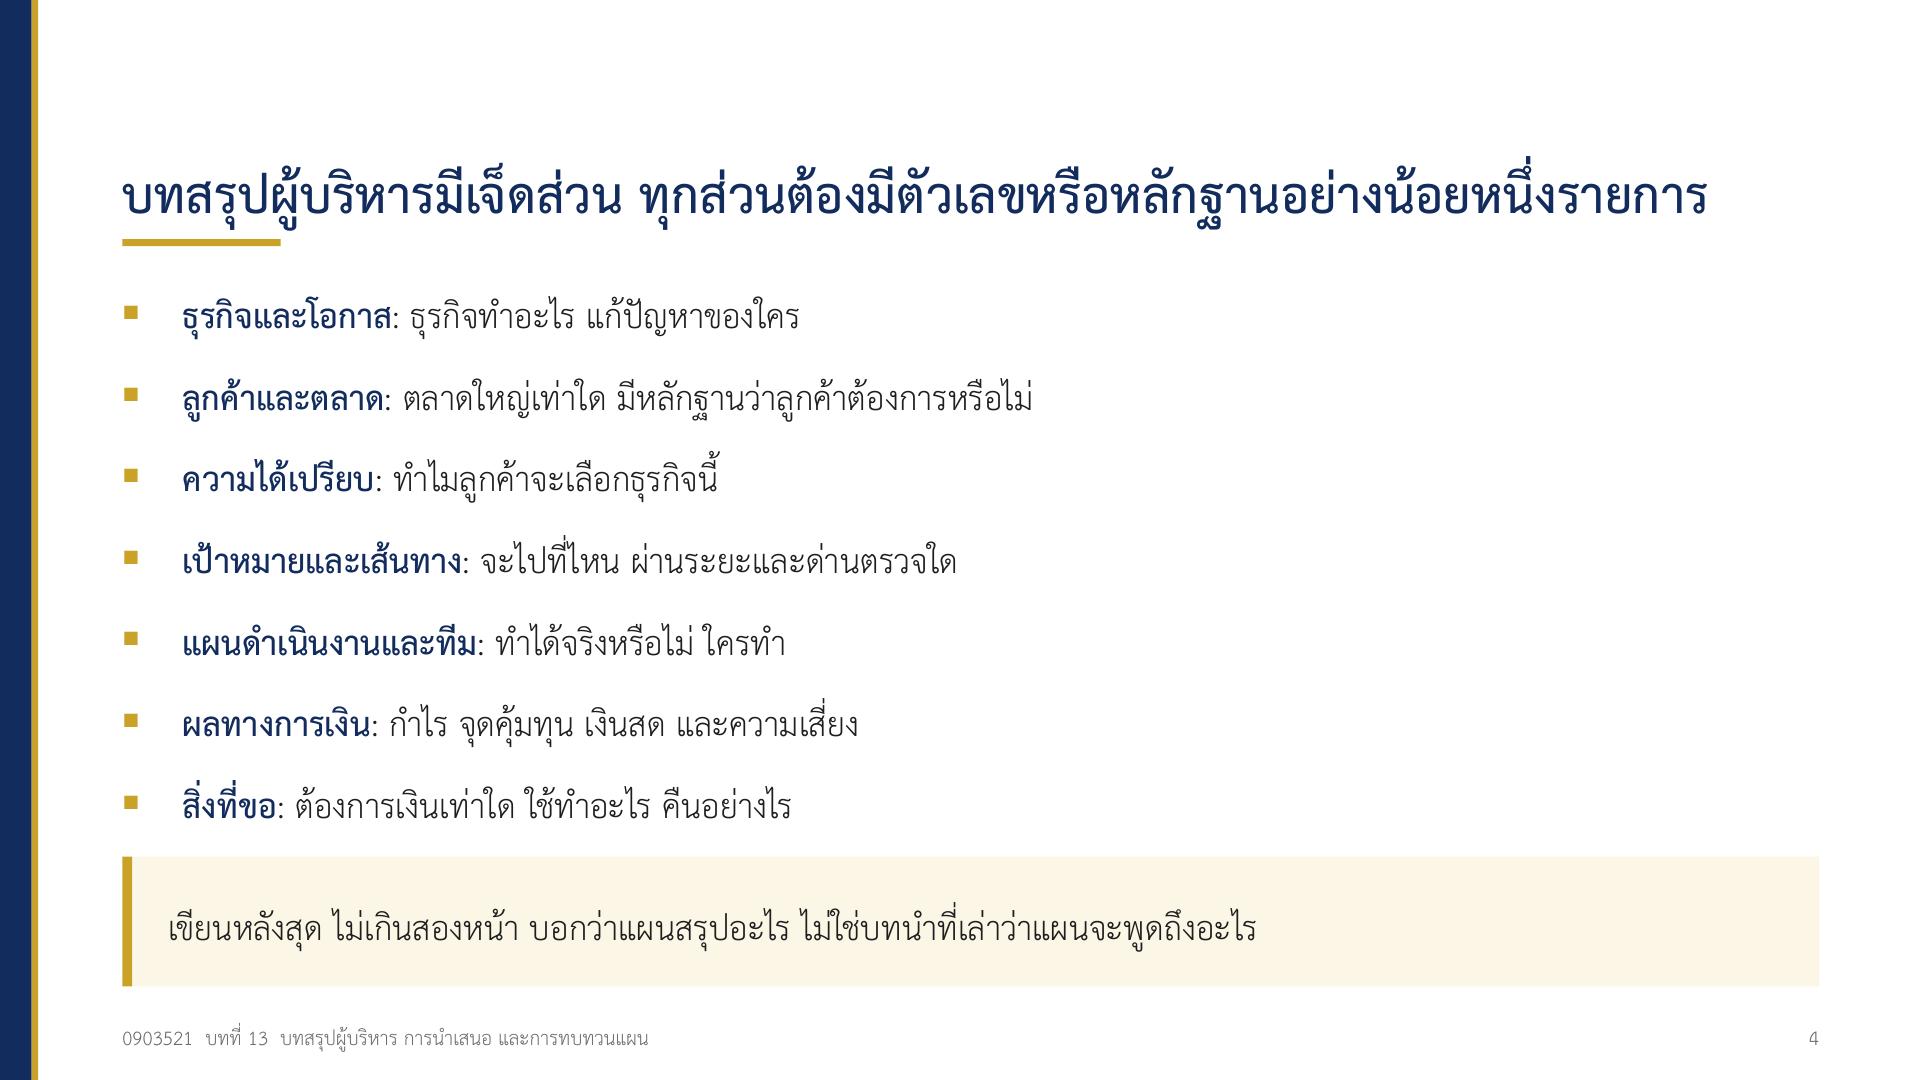 บทสรุปผู้บริหารมีเจ็ดส่วน ทุกส่วนต้องมีตัวเลขหรือหลักฐานอย่างน้อยหนึ่งรายการ
ธุรกิจและโอกาส: ธุรกิจทำอะไร แก้ปัญหาของใคร
ลูกค้าและตลาด: ตลาดใหญ่เท่าใด มีหลักฐานว่าลูกค้าต้องการหรือไม่
ความได้เปรียบ: ทำไมลูกค้าจะเลือกธุรกิจนี้
เป้าหมายและเส้นทาง: จะไปที่ไหน ผ่านระยะและด่านตรวจใด
แผนดำเนินงานและทีม: ทำได้จริงหรือไม่ ใครทำ
ผลทางการเงิน: กำไร จุดคุ้มทุน เงินสด และความเสี่ยง
สิ่งที่ขอ: ต้องการเงินเท่าใด ใช้ทำอะไร คืนอย่างไร
เขียนหลังสุด ไม่เกินสองหน้า บอกว่าแผนสรุปอะไร ไม่ใช่บทนำที่เล่าว่าแผนจะพูดถึงอะไร
0903521 บทที่ 13 บทสรุปผู้บริหาร การนำเสนอ และการทบทวนแผน
4